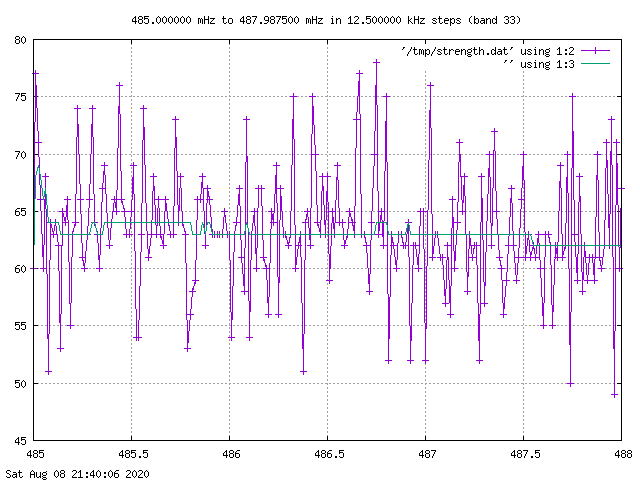 485.000000 mHz to 487.987500 mHz in 12.500000 kHz steps (band 33)
80
'/tmp/strength.dat' using 1:2
'' using 1:3
75
70
65
60
55
50
45
485 485.5 486 486.5 487 487.5 488
Sat Aug 08 21:40:06 2020